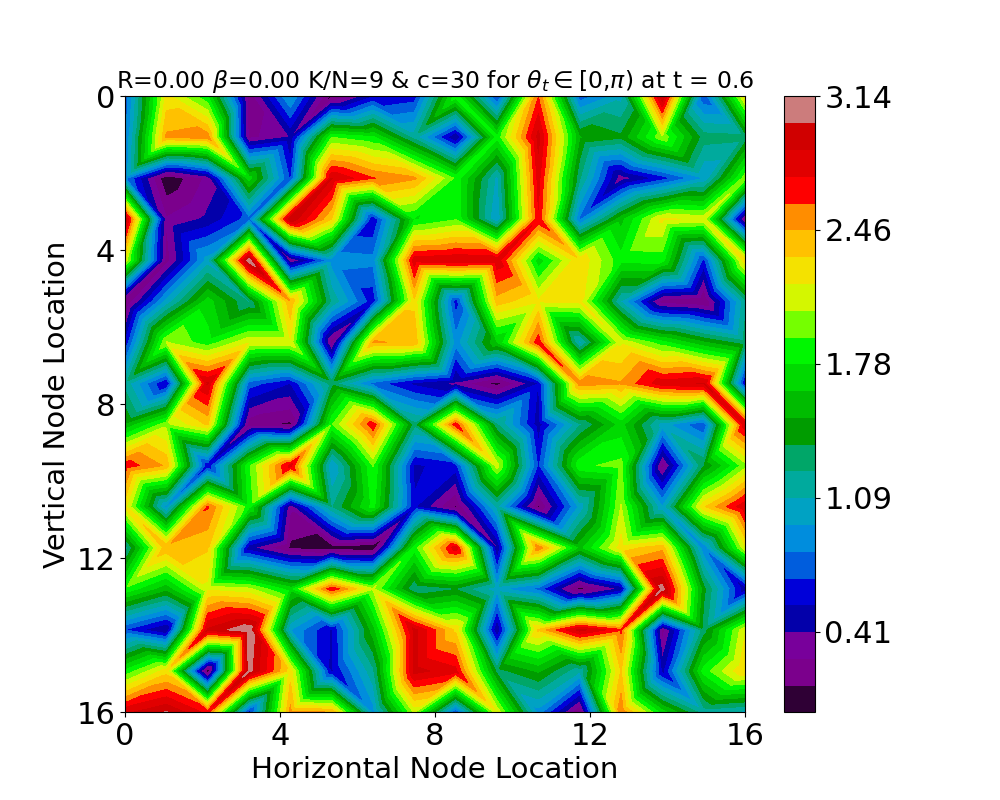 R=0.00 β=0.00 K/N=9 & c=30 for θₜ ∈ [0,π) at t = 0.6
Vertical Node Location
0
4
8
12
16
0 4 8 12 16
Horizontal Node Location
3.14
2.46
1.78
1.09
0.41